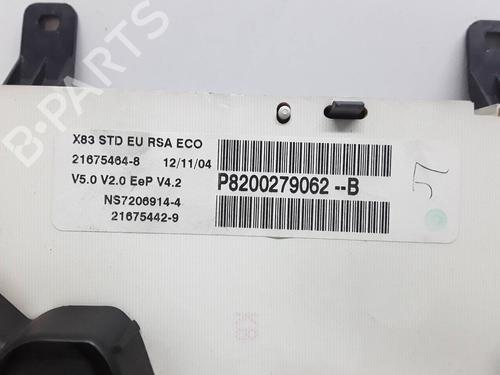 B-PARTS
X83 STD EU RSA ECO
21675464-8 12/11/04
V5.0 V2.0 EeP V4.2
P8200279062--B
NS7206914-4
21675442-9